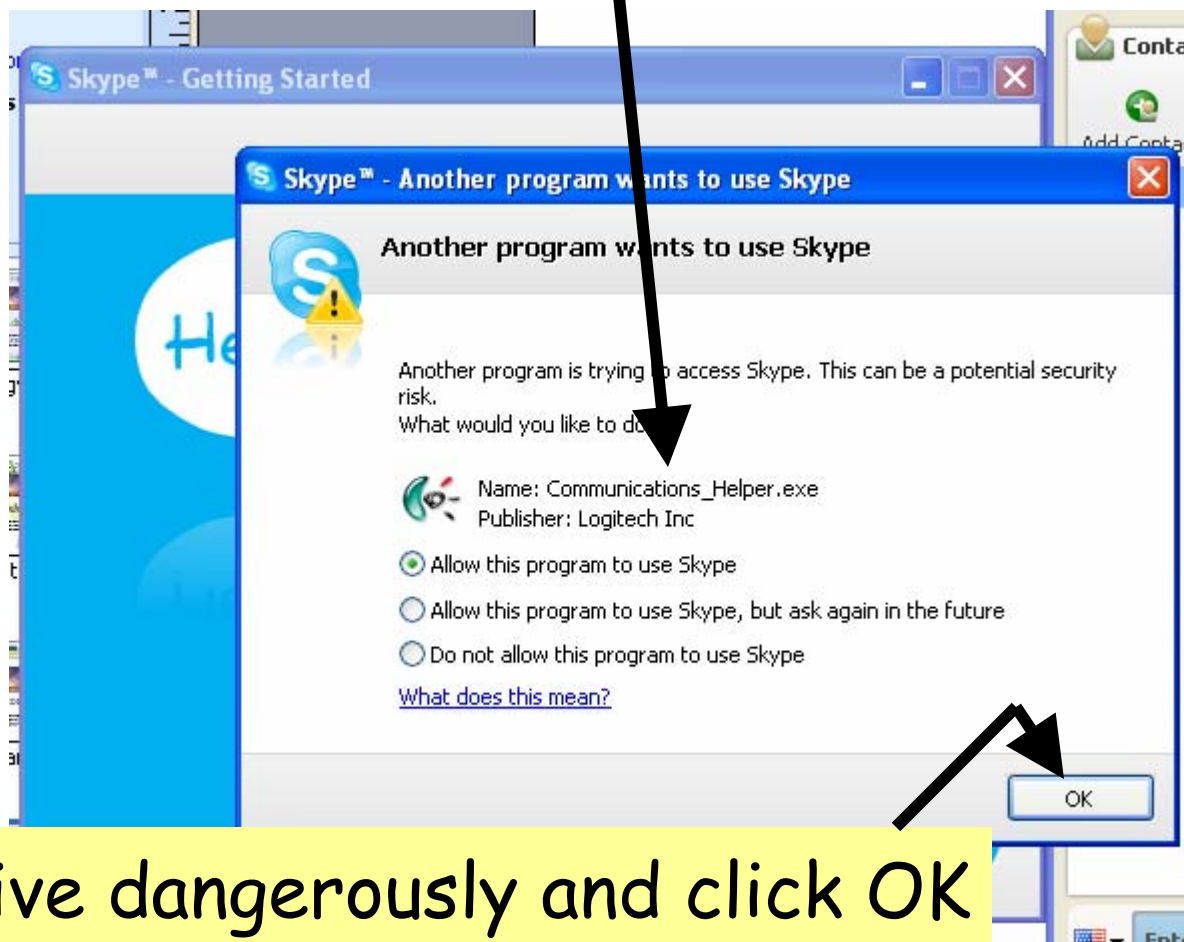 Skype™ - Getting Started
Conta
Add Conta
Skype™ - Another program wants to use Skype
Another program wants to use Skype
He
Another program is trying to access Skype. This can be a potential security
risk.
What would you like to do
Name: Communications_Helper.exe
Publisher: Logitech Inc
Allow this program to use Skype
Allow this program to use Skype, but ask again in the future
Do not allow this program to use Skype
What does this mean?
OK
ive dangerously and click OK
Ente